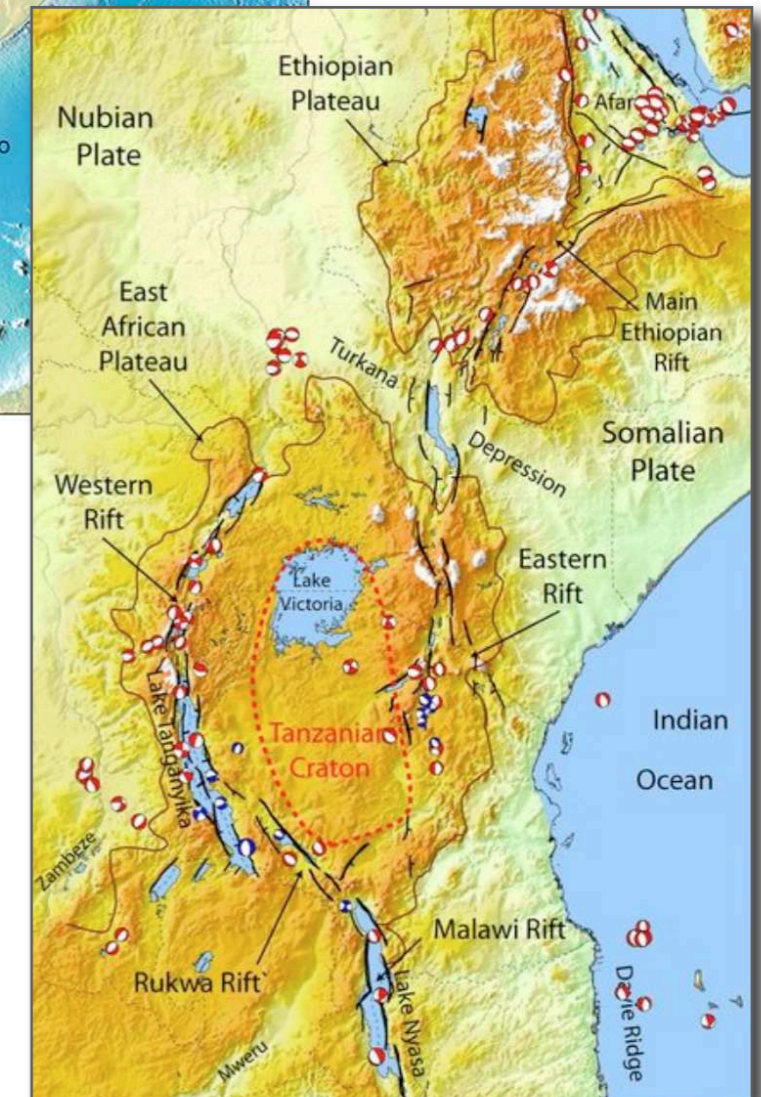 o
Ethiopian
Plateau
Nubian
Plate
Afar
East
African
Plateau
Main
Ethiopian
Rift
Turkana
Depression
Somalian
Plate
Western
Rift
Eastern
Rift
Lake
Victoria
Lake Tanganyika
Tanzanian
Craton
Indian
Ocean
Zambeze
Malawi Rift
Rukwa Rift`
Lake Nyasa
Davie Ridge
Mweru